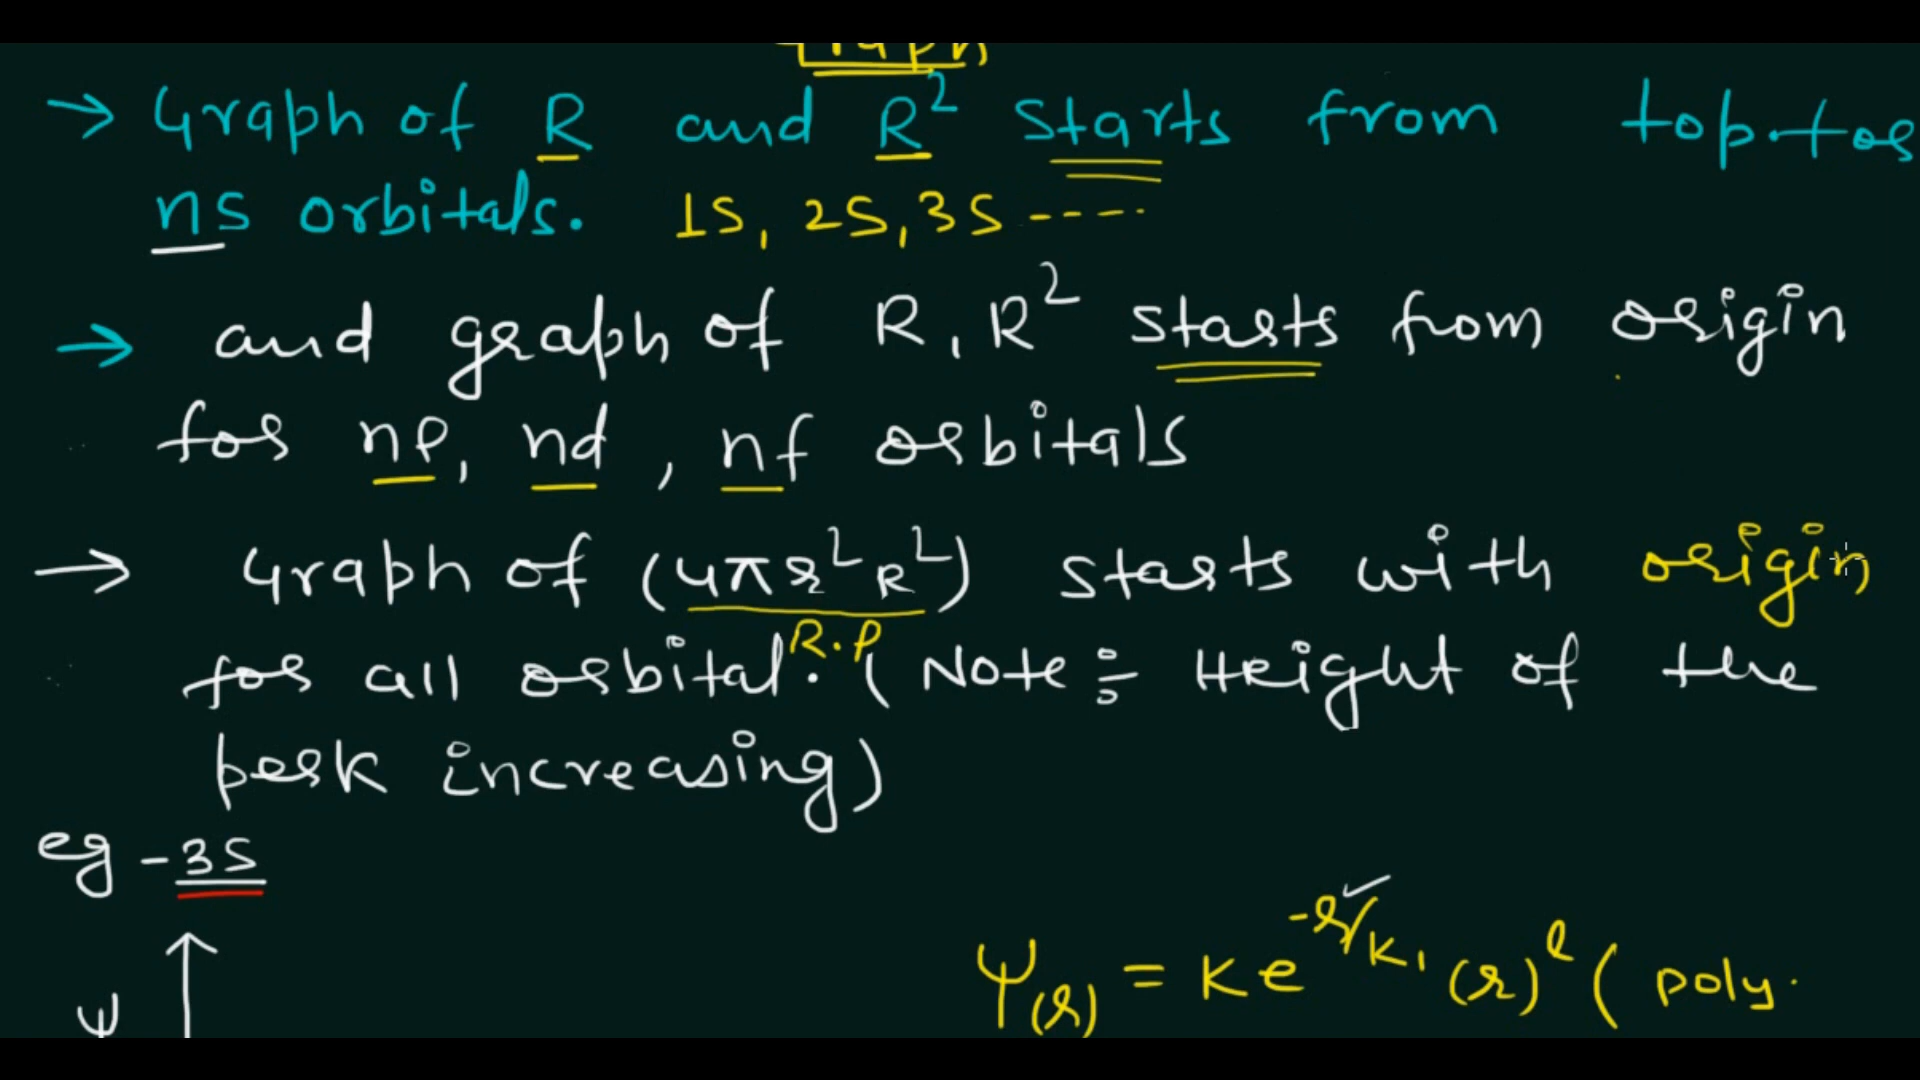 Graph
→ Graph of R and R² starts from top for
ns orbitals. 1S, 2S, 3S -----
→ and graph of R, R² starts from origin
for np, nd, nf orbitals
→ Graph of (4πr²R²) starts with origin
R.P
for all orbital. (Note:- Height of the
peak increasing)
eg - 3S
Ψ(r) = K e^(-r/K₁) (r)^l ( poly.
Ψ